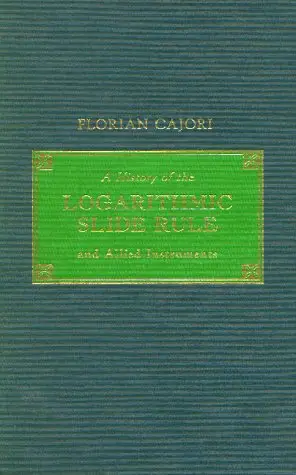 FLORIAN CAJORI
A History of the
LOGARITHMIC
SLIDE RULE
and Allied Instruments